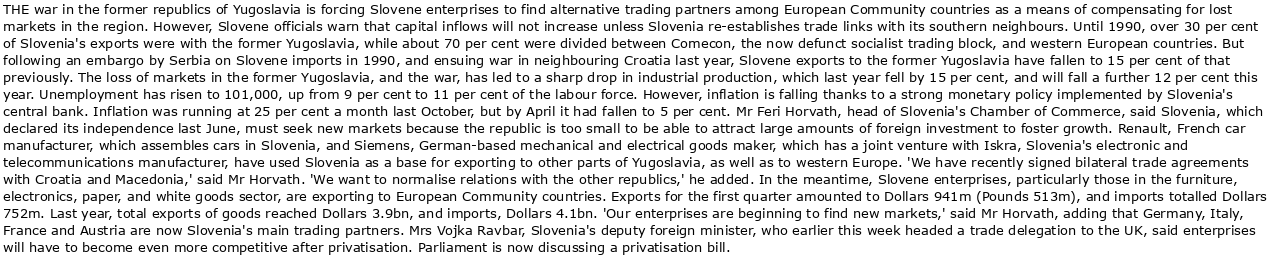 THE war in the former republics of Yugoslavia is forcing Slovene enterprises to find alternative trading partners among European Community countries as a means of compensating for lost
markets in the region. However, Slovene officials warn that capital inflows will not increase unless Slovenia re-establishes trade links with its southern neighbours. Until 1990, over 30 per cent
of Slovenia's exports were with the former Yugoslavia, while about 70 per cent were divided between Comecon, the now defunct socialist trading block, and western European countries. But
following an embargo by Serbia on Slovene imports in 1990, and ensuing war in neighbouring Croatia last year, Slovene exports to the former Yugoslavia have fallen to 15 per cent of that
previously. The loss of markets in the former Yugoslavia, and the war, has led to a sharp drop in industrial production, which last year fell by 15 per cent, and will fall a further 12 per cent this
year. Unemployment has risen to 101,000, up from 9 per cent to 11 per cent of the labour force. However, inflation is falling thanks to a strong monetary policy implemented by Slovenia's
central bank. Inflation was running at 25 per cent a month last October, but by April it had fallen to 5 per cent. Mr Feri Horvath, head of Slovenia's Chamber of Commerce, said Slovenia, which
declared its independence last June, must seek new markets because the republic is too small to be able to attract large amounts of foreign investment to foster growth. Renault, French car
manufacturer, which assembles cars in Slovenia, and Siemens, German-based mechanical and electrical goods maker, which has a joint venture with Iskra, Slovenia's electronic and
telecommunications manufacturer, have used Slovenia as a base for exporting to other parts of Yugoslavia, as well as to western Europe. 'We have recently signed bilateral trade agreements
with Croatia and Macedonia,' said Mr Horvath. 'We want to normalise relations with the other republics,' he added. In the meantime, Slovene enterprises, particularly those in the furniture,
electronics, paper, and white goods sector, are exporting to European Community countries. Exports for the first quarter amounted to Dollars 941m (Pounds 513m), and imports totalled Dollars
752m. Last year, total exports of goods reached Dollars 3.9bn, and imports, Dollars 4.1bn. 'Our enterprises are beginning to find new markets,' said Mr Horvath, adding that Germany, Italy,
France and Austria are now Slovenia's main trading partners. Mrs Vojka Ravbar, Slovenia's deputy foreign minister, who earlier this week headed a trade delegation to the UK, said enterprises
will have to become even more competitive after privatisation. Parliament is now discussing a privatisation bill.